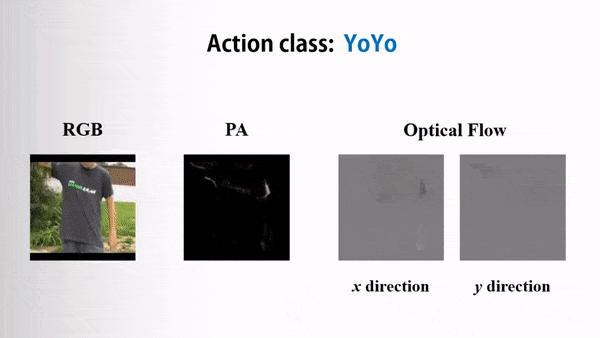 Action class: YoYo
RGB
PA
Optical Flow
x direction
y direction